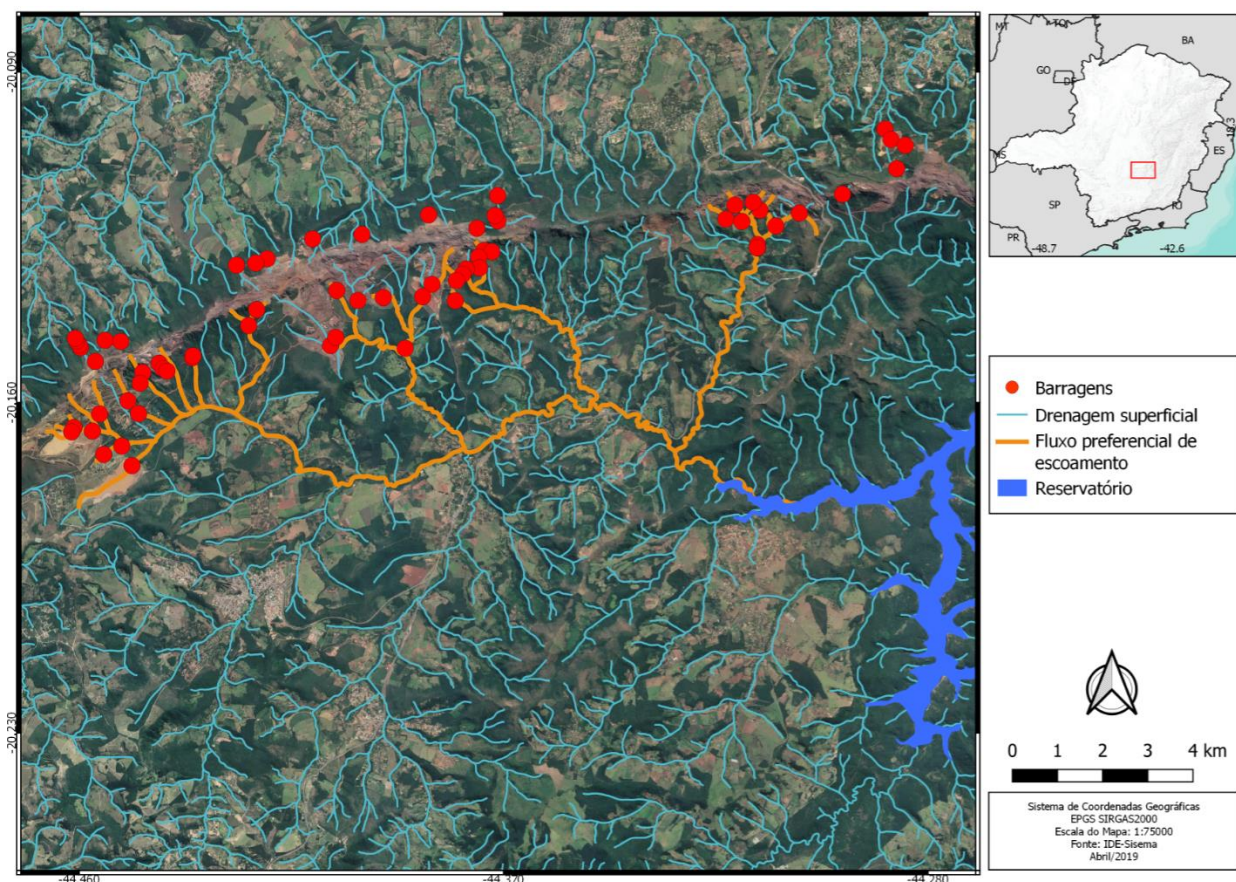 -20.090
-20.160
-20.230
-44.460
-44.370
-44.280
MT
TO
BA
GO
DF
-18.3
MS
ES
SP
RJ
PR
-48.7
-42.6
Barragens
Drenagem superficial
Fluxo preferencial de
escoamento
Reservatório
0 1 2 3 4 km
Sistema de Coordenadas Geográficas
EPGS SIRGAS2000
Escala do Mapa: 1:75000
Fonte: IDE-Sisema
Abril/2019